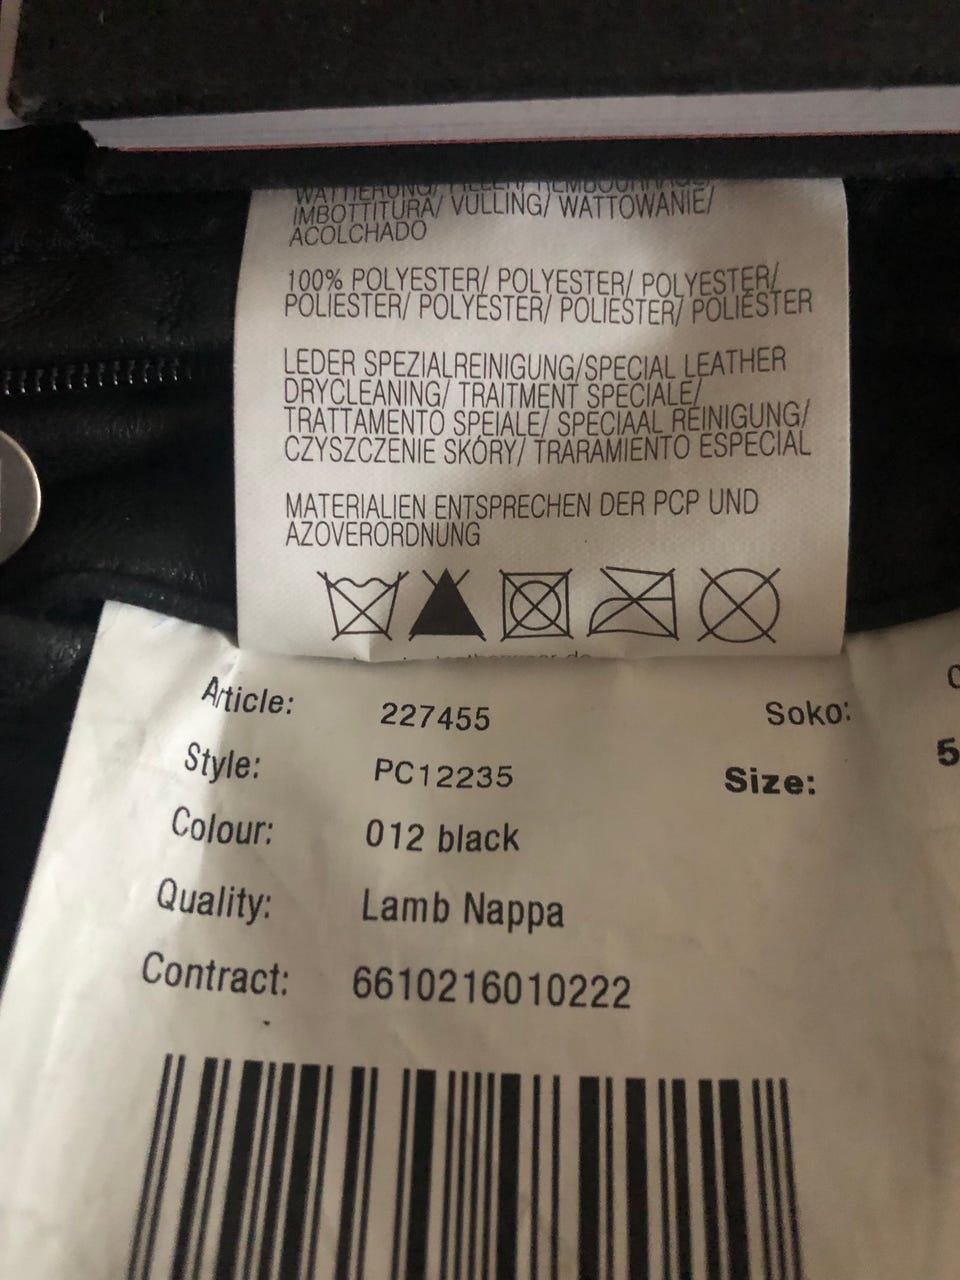 IMBOTTITURA/ VULLING/ WATTOWANIE/
ACOLCHADO
100% POLYESTER/ POLYESTER/ POLYESTER/
POLIESTER/ POLYESTER/ POLIESTER/ POLIÉSTER
LEDER SPEZIALREINIGUNG/SPECIAL LEATHER
DRYCLEANING/ TRAITMENT SPECIALE/
TRATTAMENTO SPEIALE/ SPECIAAL REINIGUNG/
CZYSZCZENIE SKÓRY/ TRARAMIENTO ESPECIAL
MATERIALIEN ENTSPRECHEN DER PCP UND
AZOVERORDNUNG
Article: 227455 Soko:
Style: PC12235 Size: 5
Colour: 012 black
Quality: Lamb Nappa
Contract: 6610216010222